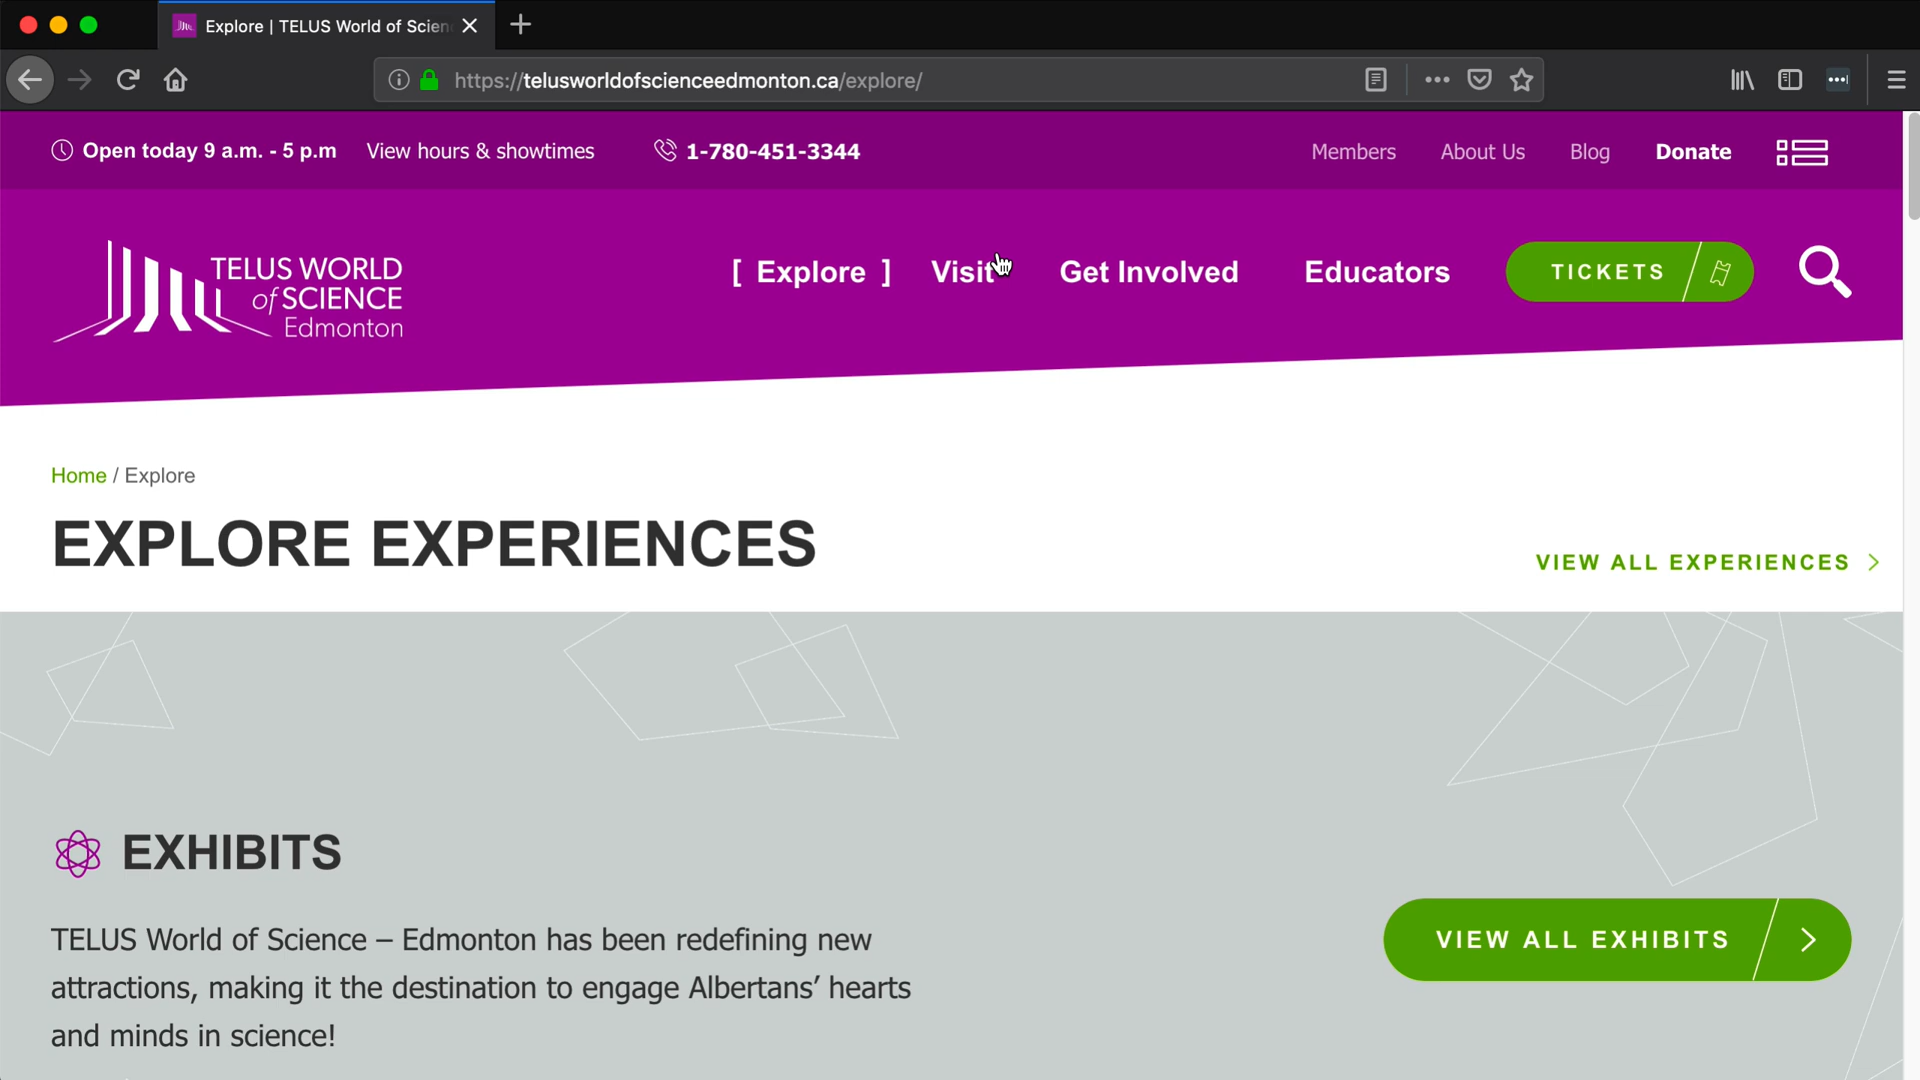 Explore | TELUS World of Scien
https://telusworldofscienceedmonton.ca/explore/
Open today 9 a.m. - 5 p.m View hours & showtimes 1-780-451-3344 Members About Us Blog Donate
TELUS WORLD
of SCIENCE
Edmonton
[ Explore ] Visit Get Involved Educators TICKETS
Home / Explore
EXPLORE EXPERIENCES
VIEW ALL EXPERIENCES
EXHIBITS
TELUS World of Science – Edmonton has been redefining new
attractions, making it the destination to engage Albertans’ hearts
and minds in science!
VIEW ALL EXHIBITS